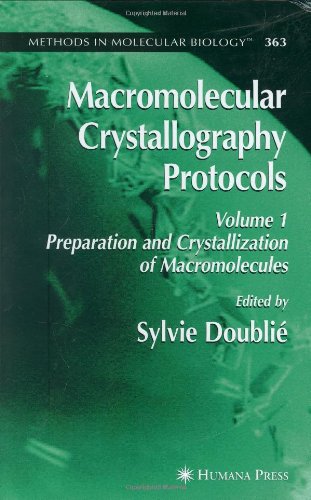 METHODS IN MOLECULAR BIOLOGY™ 363
Macromolecular
Crystallography
Protocols
Volume 1
Preparation and Crystallization
of Macromolecules
Edited by
Sylvie Doublié
HUMANA PRESS